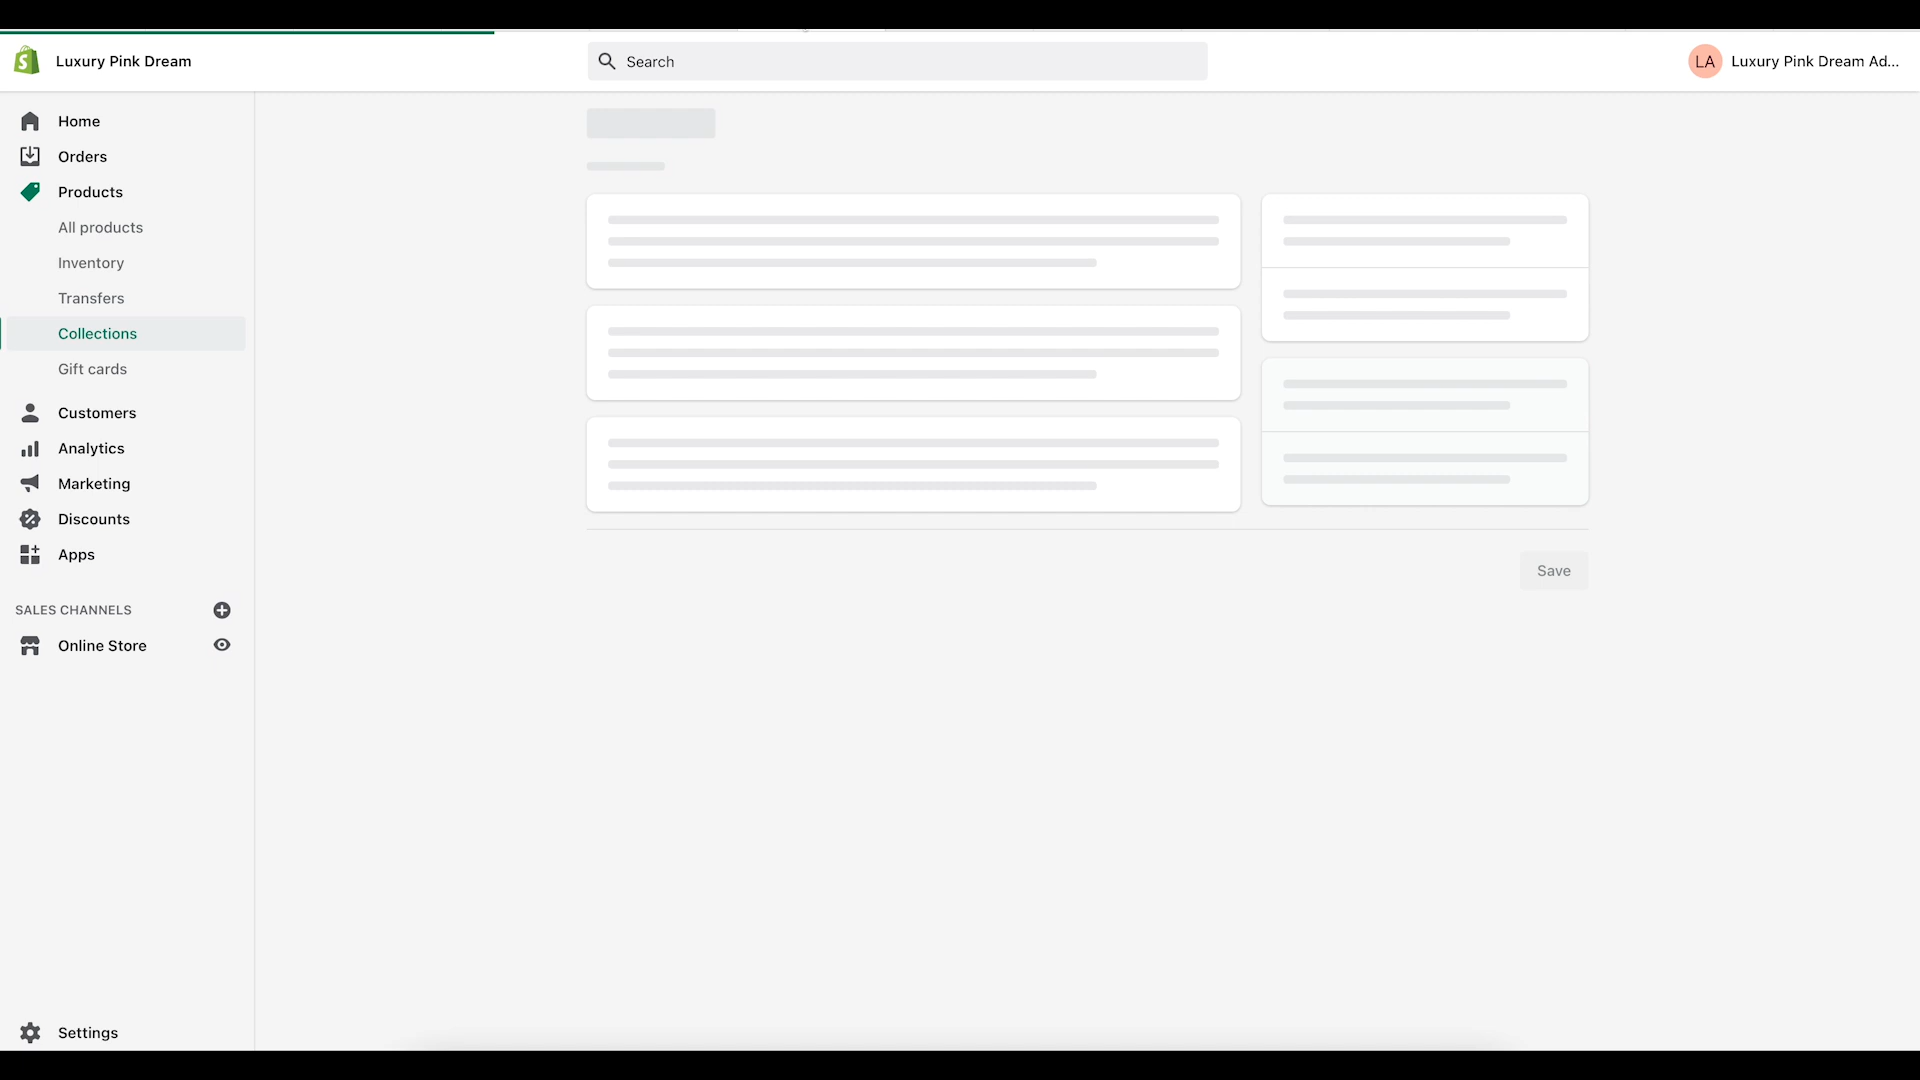 Luxury Pink Dream
Search
LA Luxury Pink Dream Ad...
Home
Orders
Products
All products
Inventory
Transfers
Collections
Gift cards
Customers
Analytics
Marketing
Discounts
Apps
SALES CHANNELS
Online Store
Settings
Save